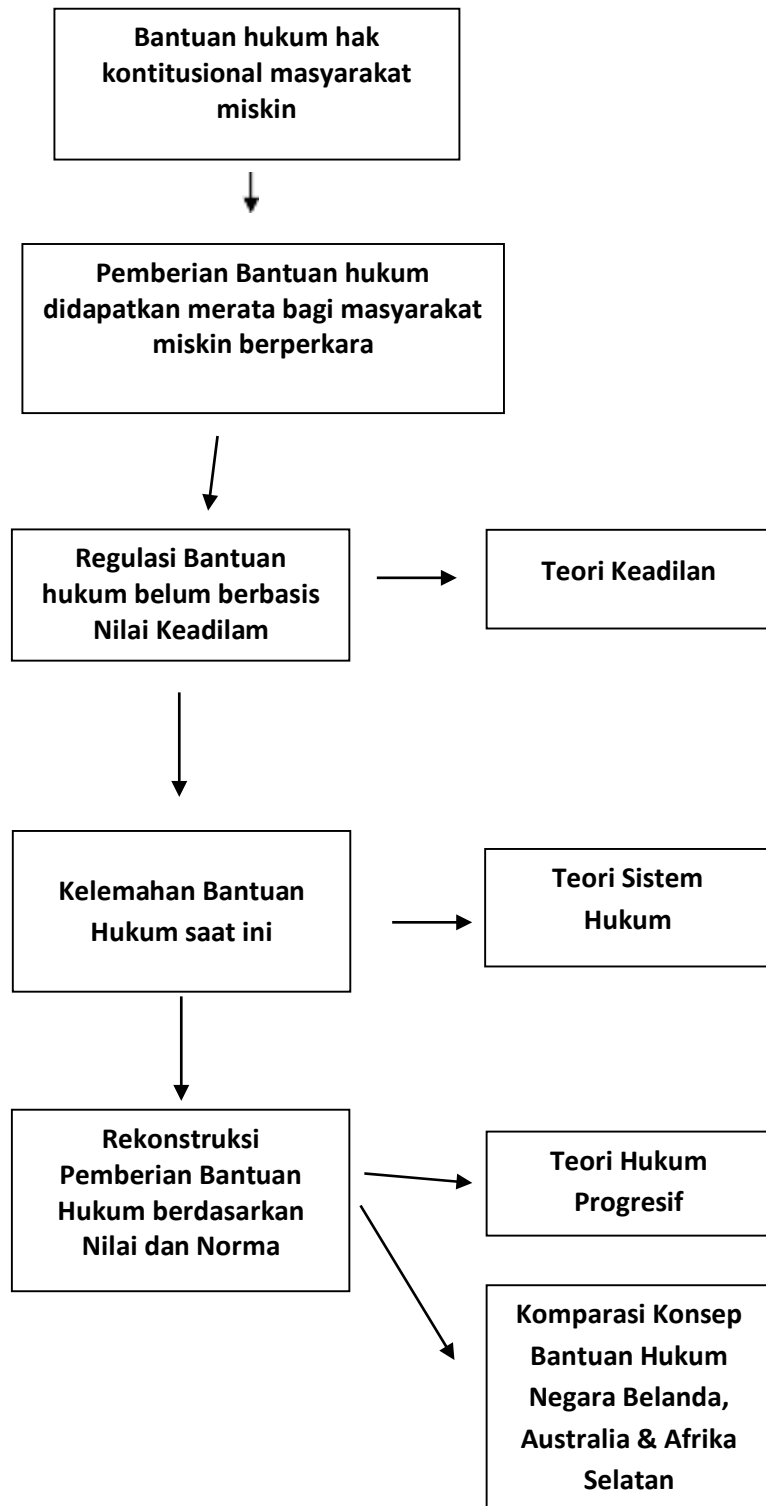 Bantuan hukum hak
kontitusional masyarakat
miskin
Pemberian Bantuan hukum
didapatkan merata bagi masyarakat
miskin berperkara
Regulasi Bantuan
hukum belum berbasis
Nilai Keadilam
Teori Keadilan
Kelemahan Bantuan
Hukum saat ini
Teori Sistem
Hukum
Rekonstruksi
Pemberian Bantuan
Hukum berdasarkan
Nilai dan Norma
Teori Hukum
Progresif
Komparasi Konsep
Bantuan Hukum
Negara Belanda,
Australia & Afrika
Selatan